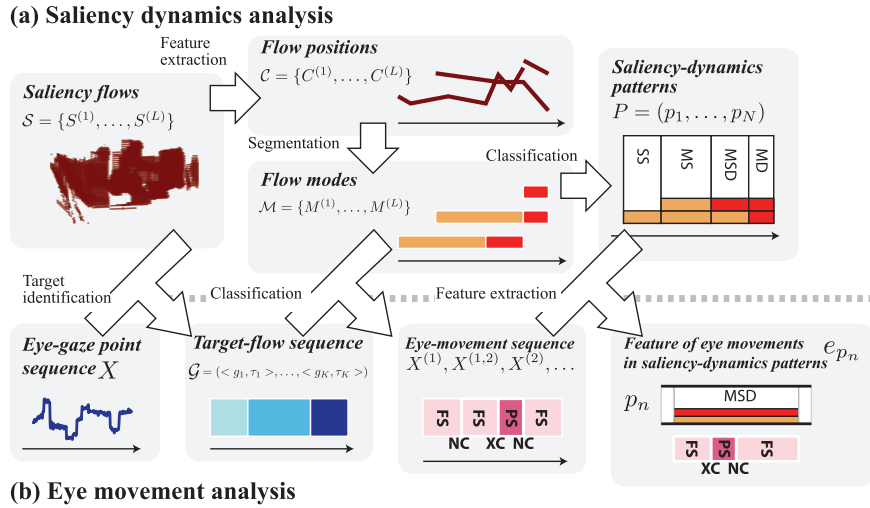 (a) Saliency dynamics analysis
Feature
extraction
Flow positions
C = {C^(1), . . . , C^(L)}
Saliency flows
S = {S^(1), . . . , S^(L)}
Segmentation
Flow modes
M = {M^(1), . . . , M^(L)}
Classification
Saliency-dynamics
patterns
P = (p_1, . . . , p_N)
SS
MS
MSD
MD
Target
identification
Classification
Feature extraction
Eye-gaze point
sequence X
Target-flow sequence
G = (< g_1, τ_1 >, . . . , < g_K, τ_K >)
Eye-movement sequence
X^(1), X^(1,2), X^(2), . . .
FS
FS
PS
FS
NC
XC
NC
Feature of eye movements
in saliency-dynamics patterns e_{p_n}
p_n
MSD
FS
PS
FS
XC
NC
(b) Eye movement analysis